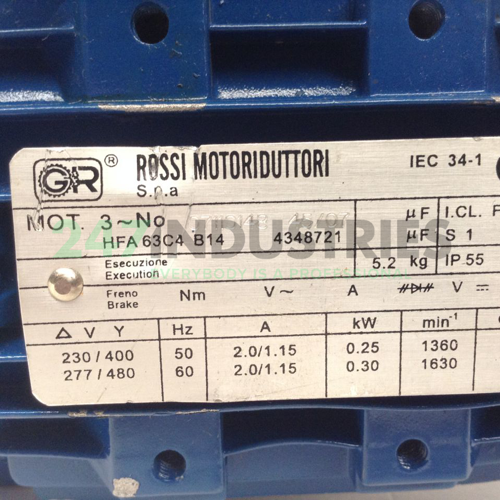 GR ® ROSSI MOTORIDUTTORI IEC 34-1
S.p.a
MOT. 3~No µF I.CL. F
HFA 63C4 B14 4348721 µF S 1
247 INDUSTRIES
Esecuzione 5.2 kg IP 55
Execution
EVERYBODY IS A PROFESSIONAL
Freno Nm V~ A V
Brake
Δ V Y Hz A kW min-1
230/400 50 2.0/1.15 0.25 1360
277/480 60 2.0/1.15 0.30 1630